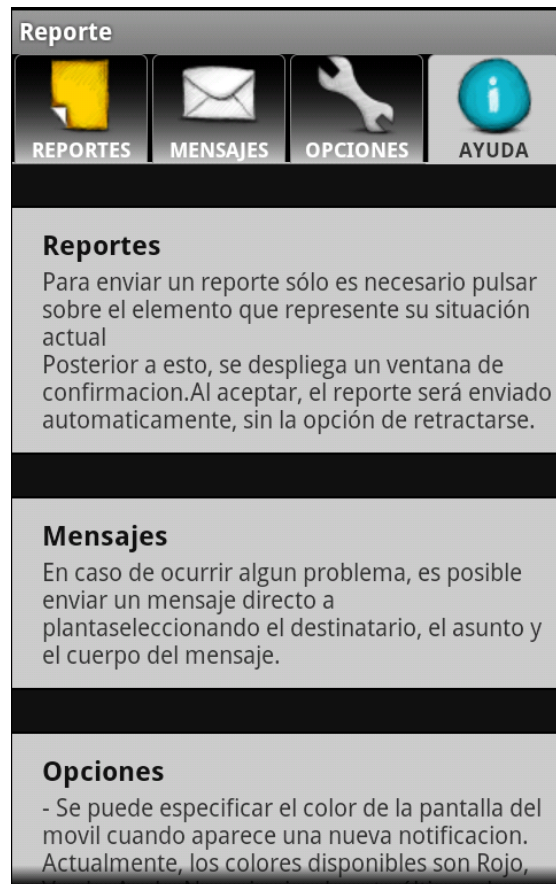 Reporte
REPORTES MENSAJES OPCIONES AYUDA
Reportes
Para enviar un reporte sólo es necesario pulsar
sobre el elemento que represente su situación
actual
Posterior a esto, se despliega un ventana de
confirmacion.Al aceptar, el reporte será enviado
automaticamente, sin la opción de retractarse.
Mensajes
En caso de ocurrir algun problema, es posible
enviar un mensaje directo a
plantaseleccionando el destinatario, el asunto y
el cuerpo del mensaje.
Opciones
- Se puede especificar el color de la pantalla del
movil cuando aparece una nueva notificacion.
Actualmente, los colores disponibles son Rojo,